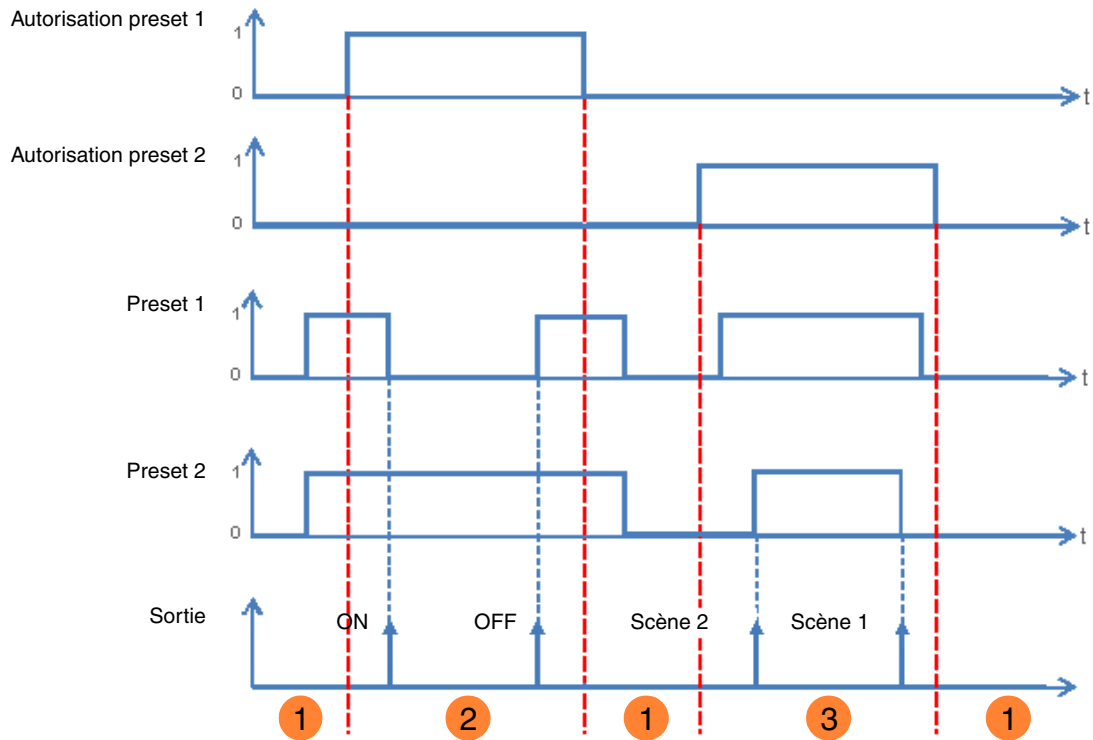 Autorisation preset 1
1
0
t
Autorisation preset 2
1
0
t
Preset 1
1
0
t
Preset 2
1
0
t
Sortie
ON
OFF
Scène 2
Scène 1
1
2
1
3
1